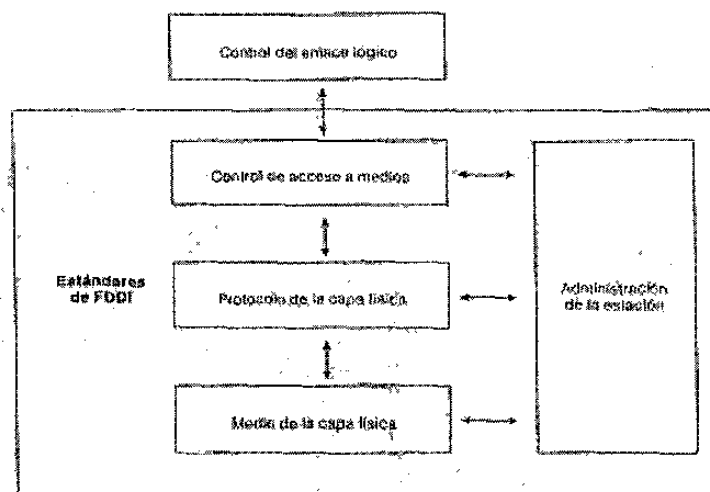 Control del enlace lógico
Control de acceso a medios
Estándares
de FDDI
Protocolo de la capa física
Administración
de la estación
Medio de la capa física